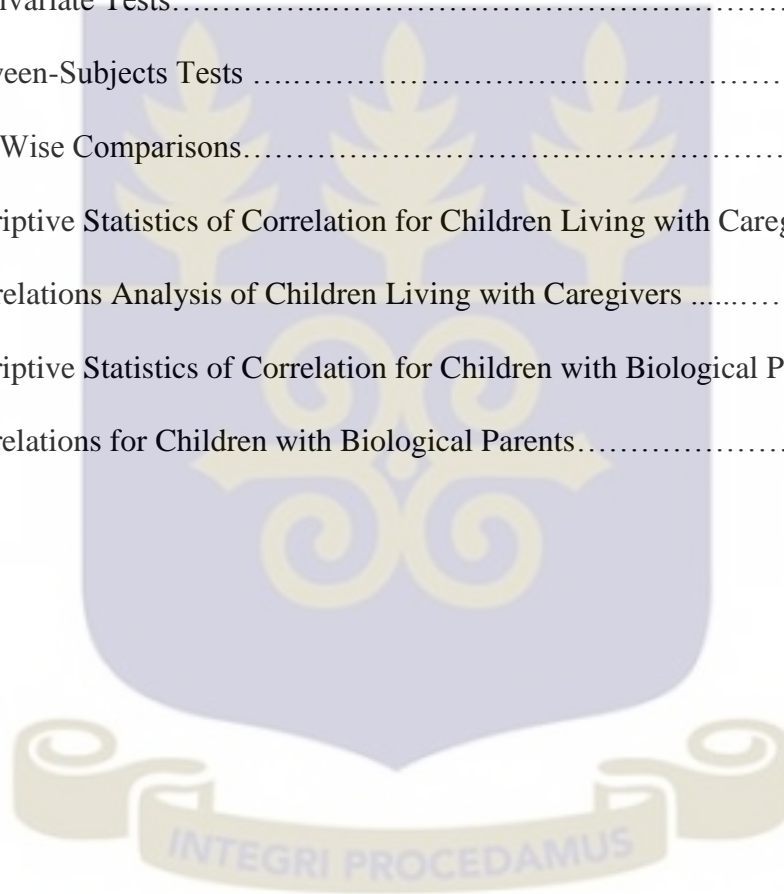 ivariate Tests…..………...……………………………………
veen-Subjects Tests ….………………………………………
Wise Comparisons……………………………………………
riptive Statistics of Correlation for Children Living with Careg
relations Analysis of Children Living with Caregivers ......….
riptive Statistics of Correlation for Children with Biological P
relations for Children with Biological Parents…………………
INTEGRI PROCEDAMUS